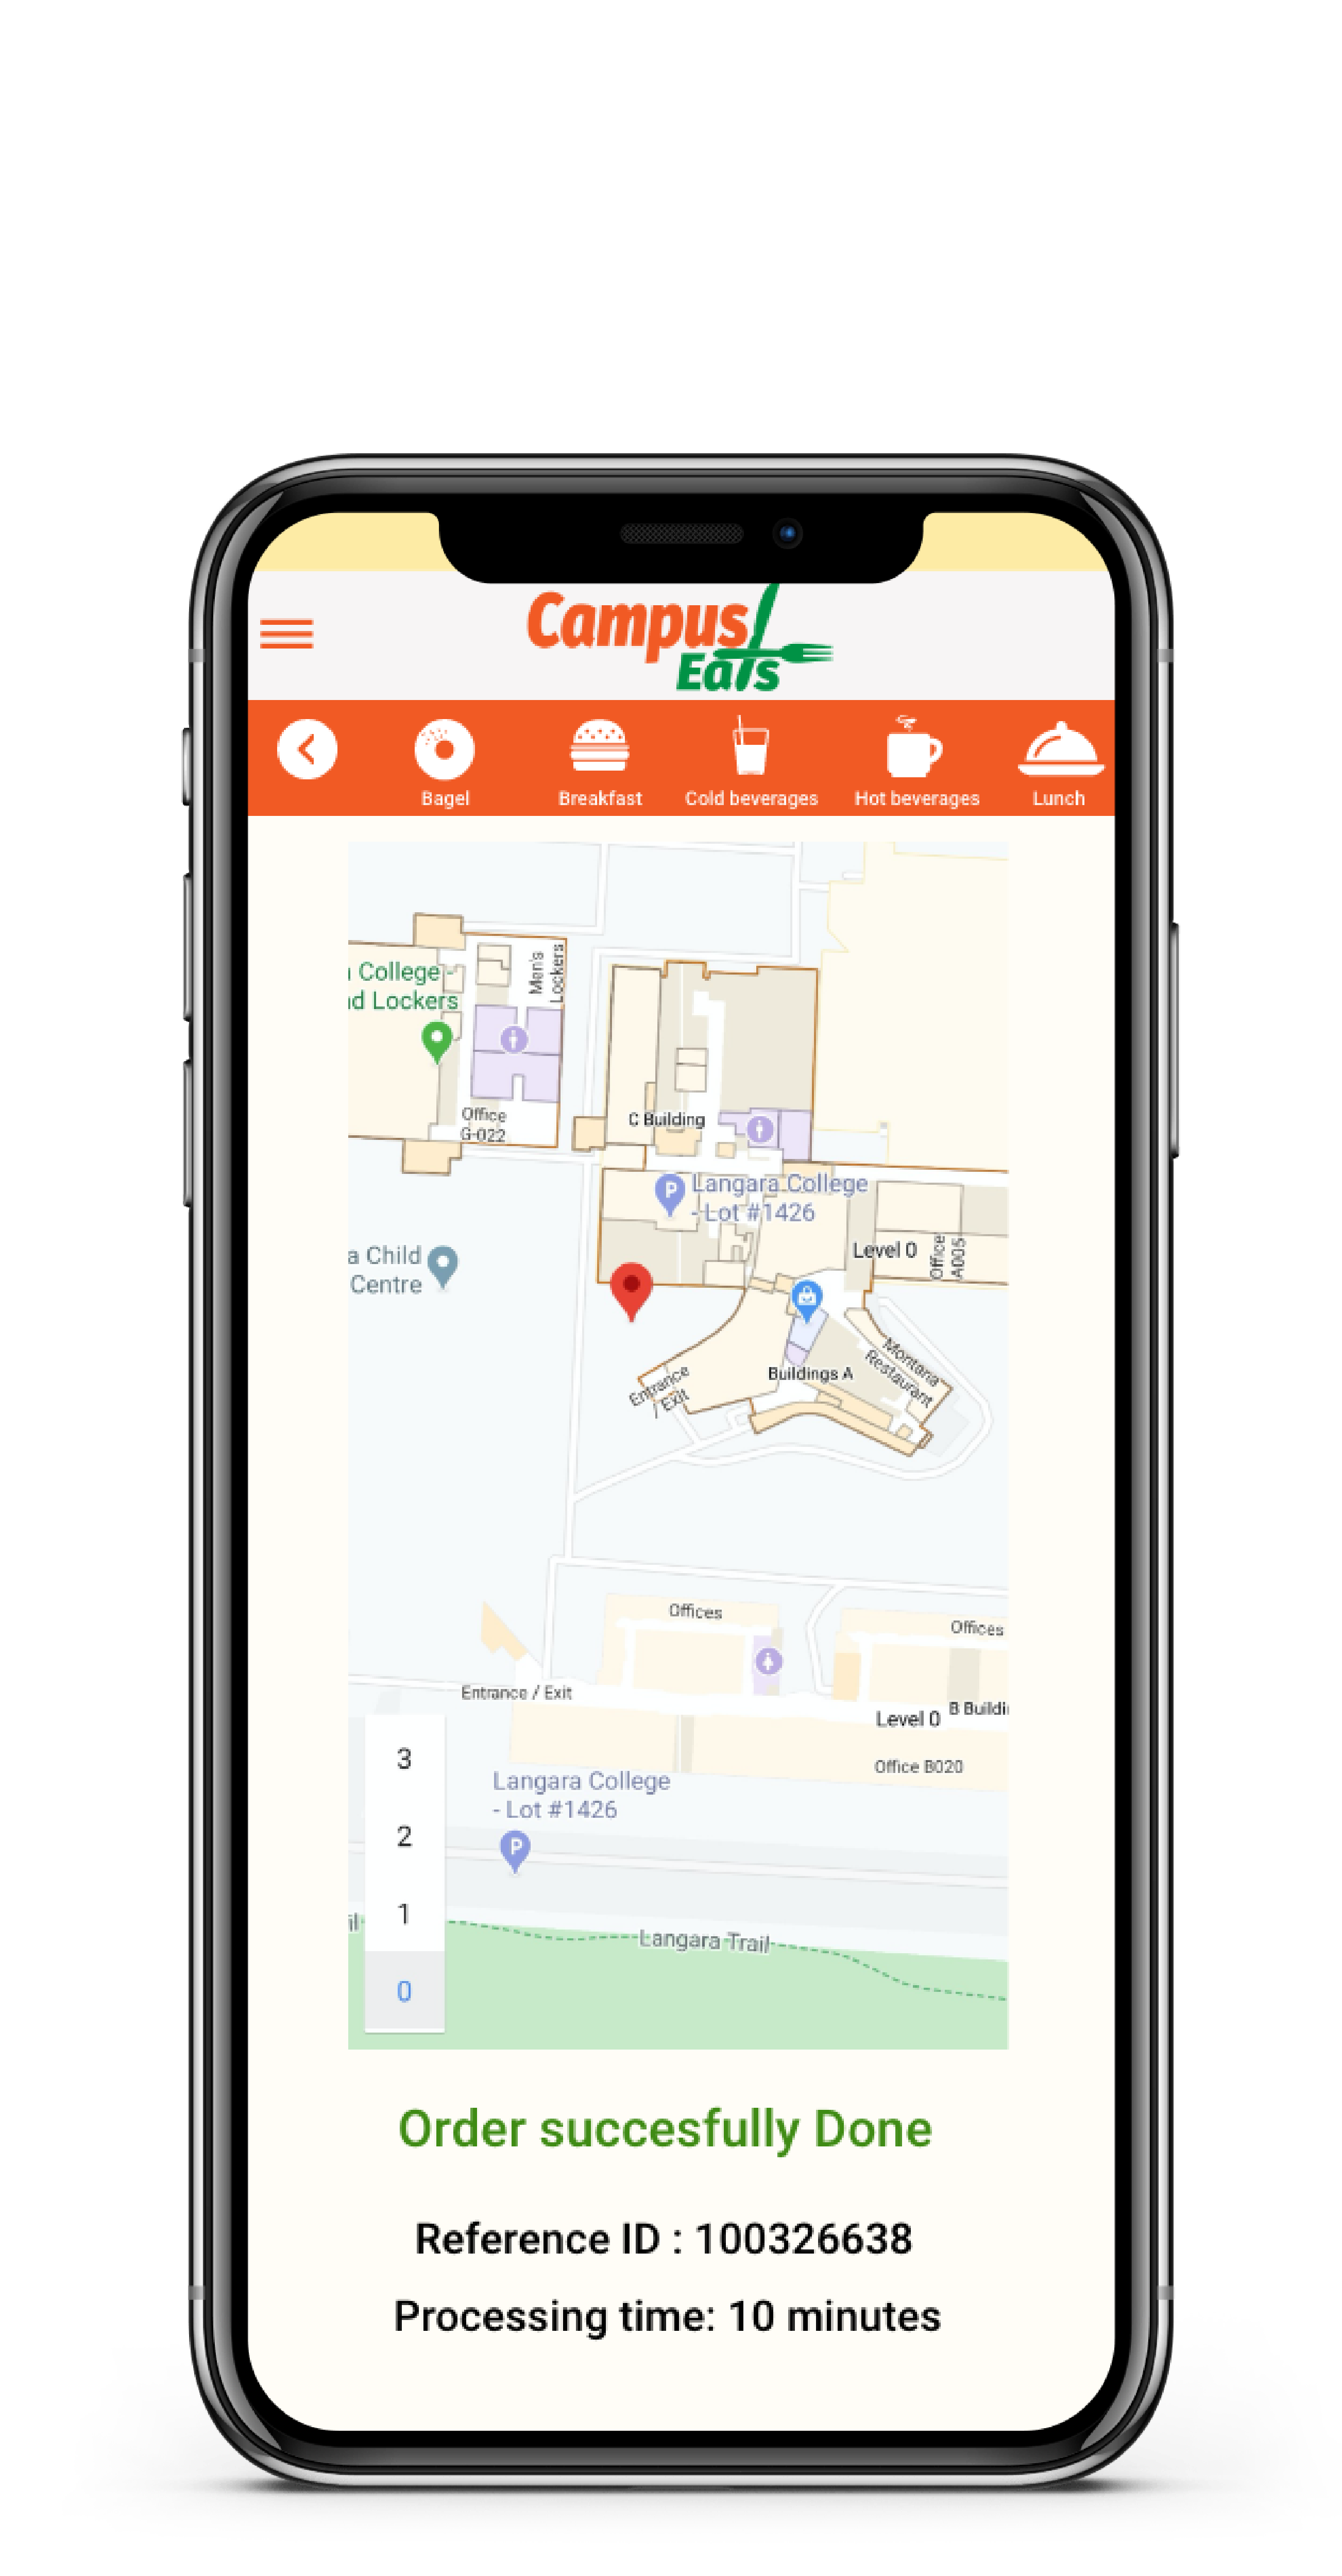 Campus
Eats
Bagel
Breakfast
Cold beverages
Hot beverages
Lunch
Men's
Lockers
College -
d Lockers
Office
G-022
C Building
P
Langara College
- Lot #1426
Level 0
Office
A005
a Child
Centre
Entrance
/ Exit
Buildings A
Montana
Restaurant
Offices
Offices
Entrance / Exit
B Buildi
Level 0
Office B020
Langara College
- Lot #1426
P
3
2
1
0
il
Langara Trail
Order succesfully Done
Reference ID : 100326638
Processing time: 10 minutes